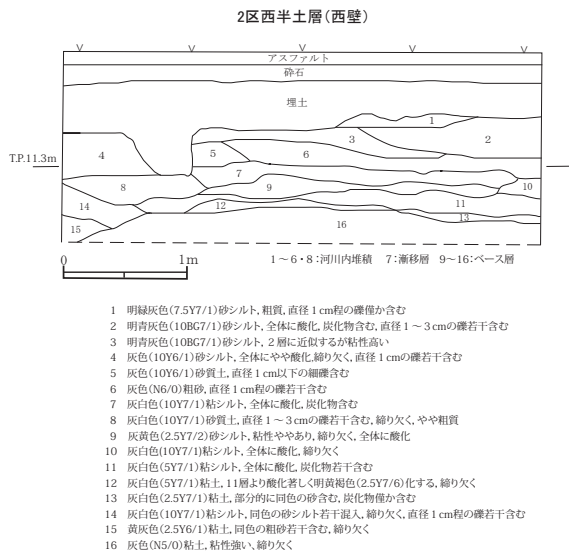 2区西半土層(西壁)
アスファルト
砕石
埋土
1
2
3
4
5
6
T.P.11.3m
7
8
9
10
11
12
13
14
15
16
0 1m
1～6・8：河川内堆積 7：漸移層 9～16：ベース層
1 明緑灰色(7.5Y7/1)砂シルト, 粗質, 直径1cm程の礫僅か含む
2 明青灰色(10BG7/1)砂シルト, 全体に酸化, 炭化物含む, 直径1～3cmの礫若干含む
3 明青灰色(10BG7/1)砂シルト, 2層に近似するが粘性高い
4 灰色(10Y6/1)砂シルト, 全体にやや酸化, 締り欠く, 直径1cmの礫若干含む
5 灰色(10Y6/1)砂質土, 直径1cm以下の細礫含む
6 灰色(N6/0)粗砂, 直径1cm程の礫若干含む
7 灰白色(10Y7/1)粘シルト, 全体に酸化, 炭化物含む
8 灰白色(10Y7/1)砂質土, 直径1～3cmの礫若干含む, 締り欠く, やや粗質
9 灰黄色(2.5Y7/2)砂シルト, 粘性ややあり, 締り欠く, 全体に酸化
10 灰白色(10Y7/1)粘シルト, 全体に酸化, 締り欠く
11 灰白色(5Y7/1)粘シルト, 全体に酸化, 炭化物若干含む
12 灰白色(5Y7/1)粘土, 11層より酸化著しく明黄褐色(2.5Y7/6)化する, 締り欠く
13 灰白色(2.5Y7/1)粘土, 部分的に同色の砂含む, 炭化物僅か含む
14 灰白色(10Y7/1)粘シルト, 同色の砂シルト若干混入, 締り欠く, 直径1cm程の礫若干含む
15 黄灰色(2.5Y6/1)粘土, 同色の粗砂若干含む, 締り欠く
16 灰色(N5/0)粘土, 粘性強い, 締り欠く